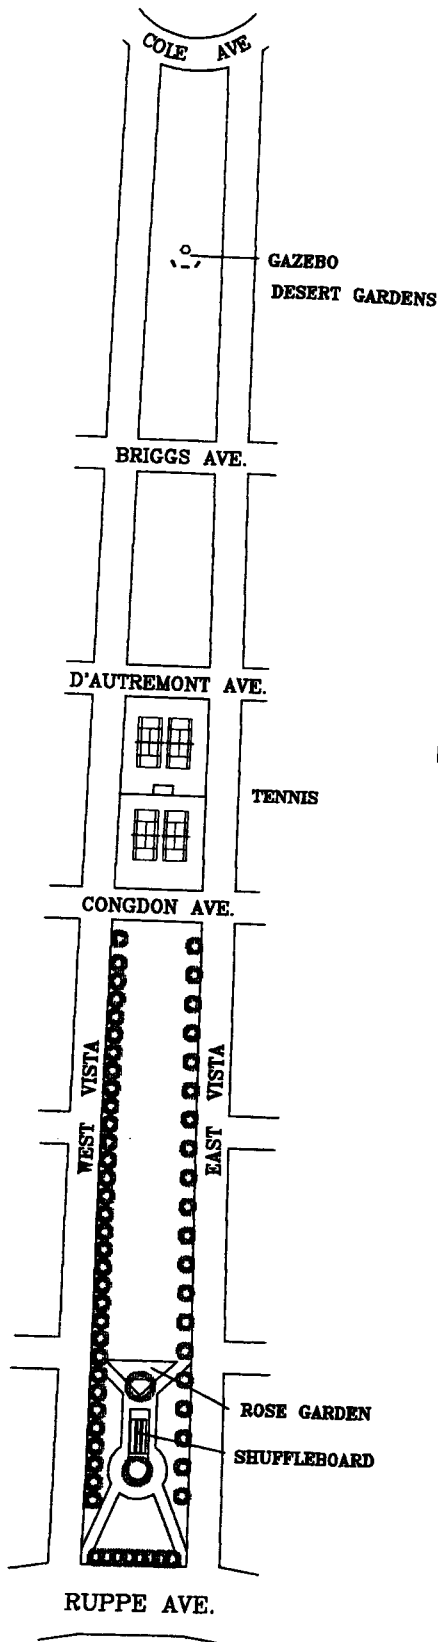 COLE AVE
GAZEBO
DESERT GARDENS
BRIGGS AVE.
D'AUTREMONT AVE.
TENNIS
CONGDON AVE.
WEST VISTA
EAST VISTA
ROSE GARDEN
SHUFFLEBOARD
RUPPE AVE.